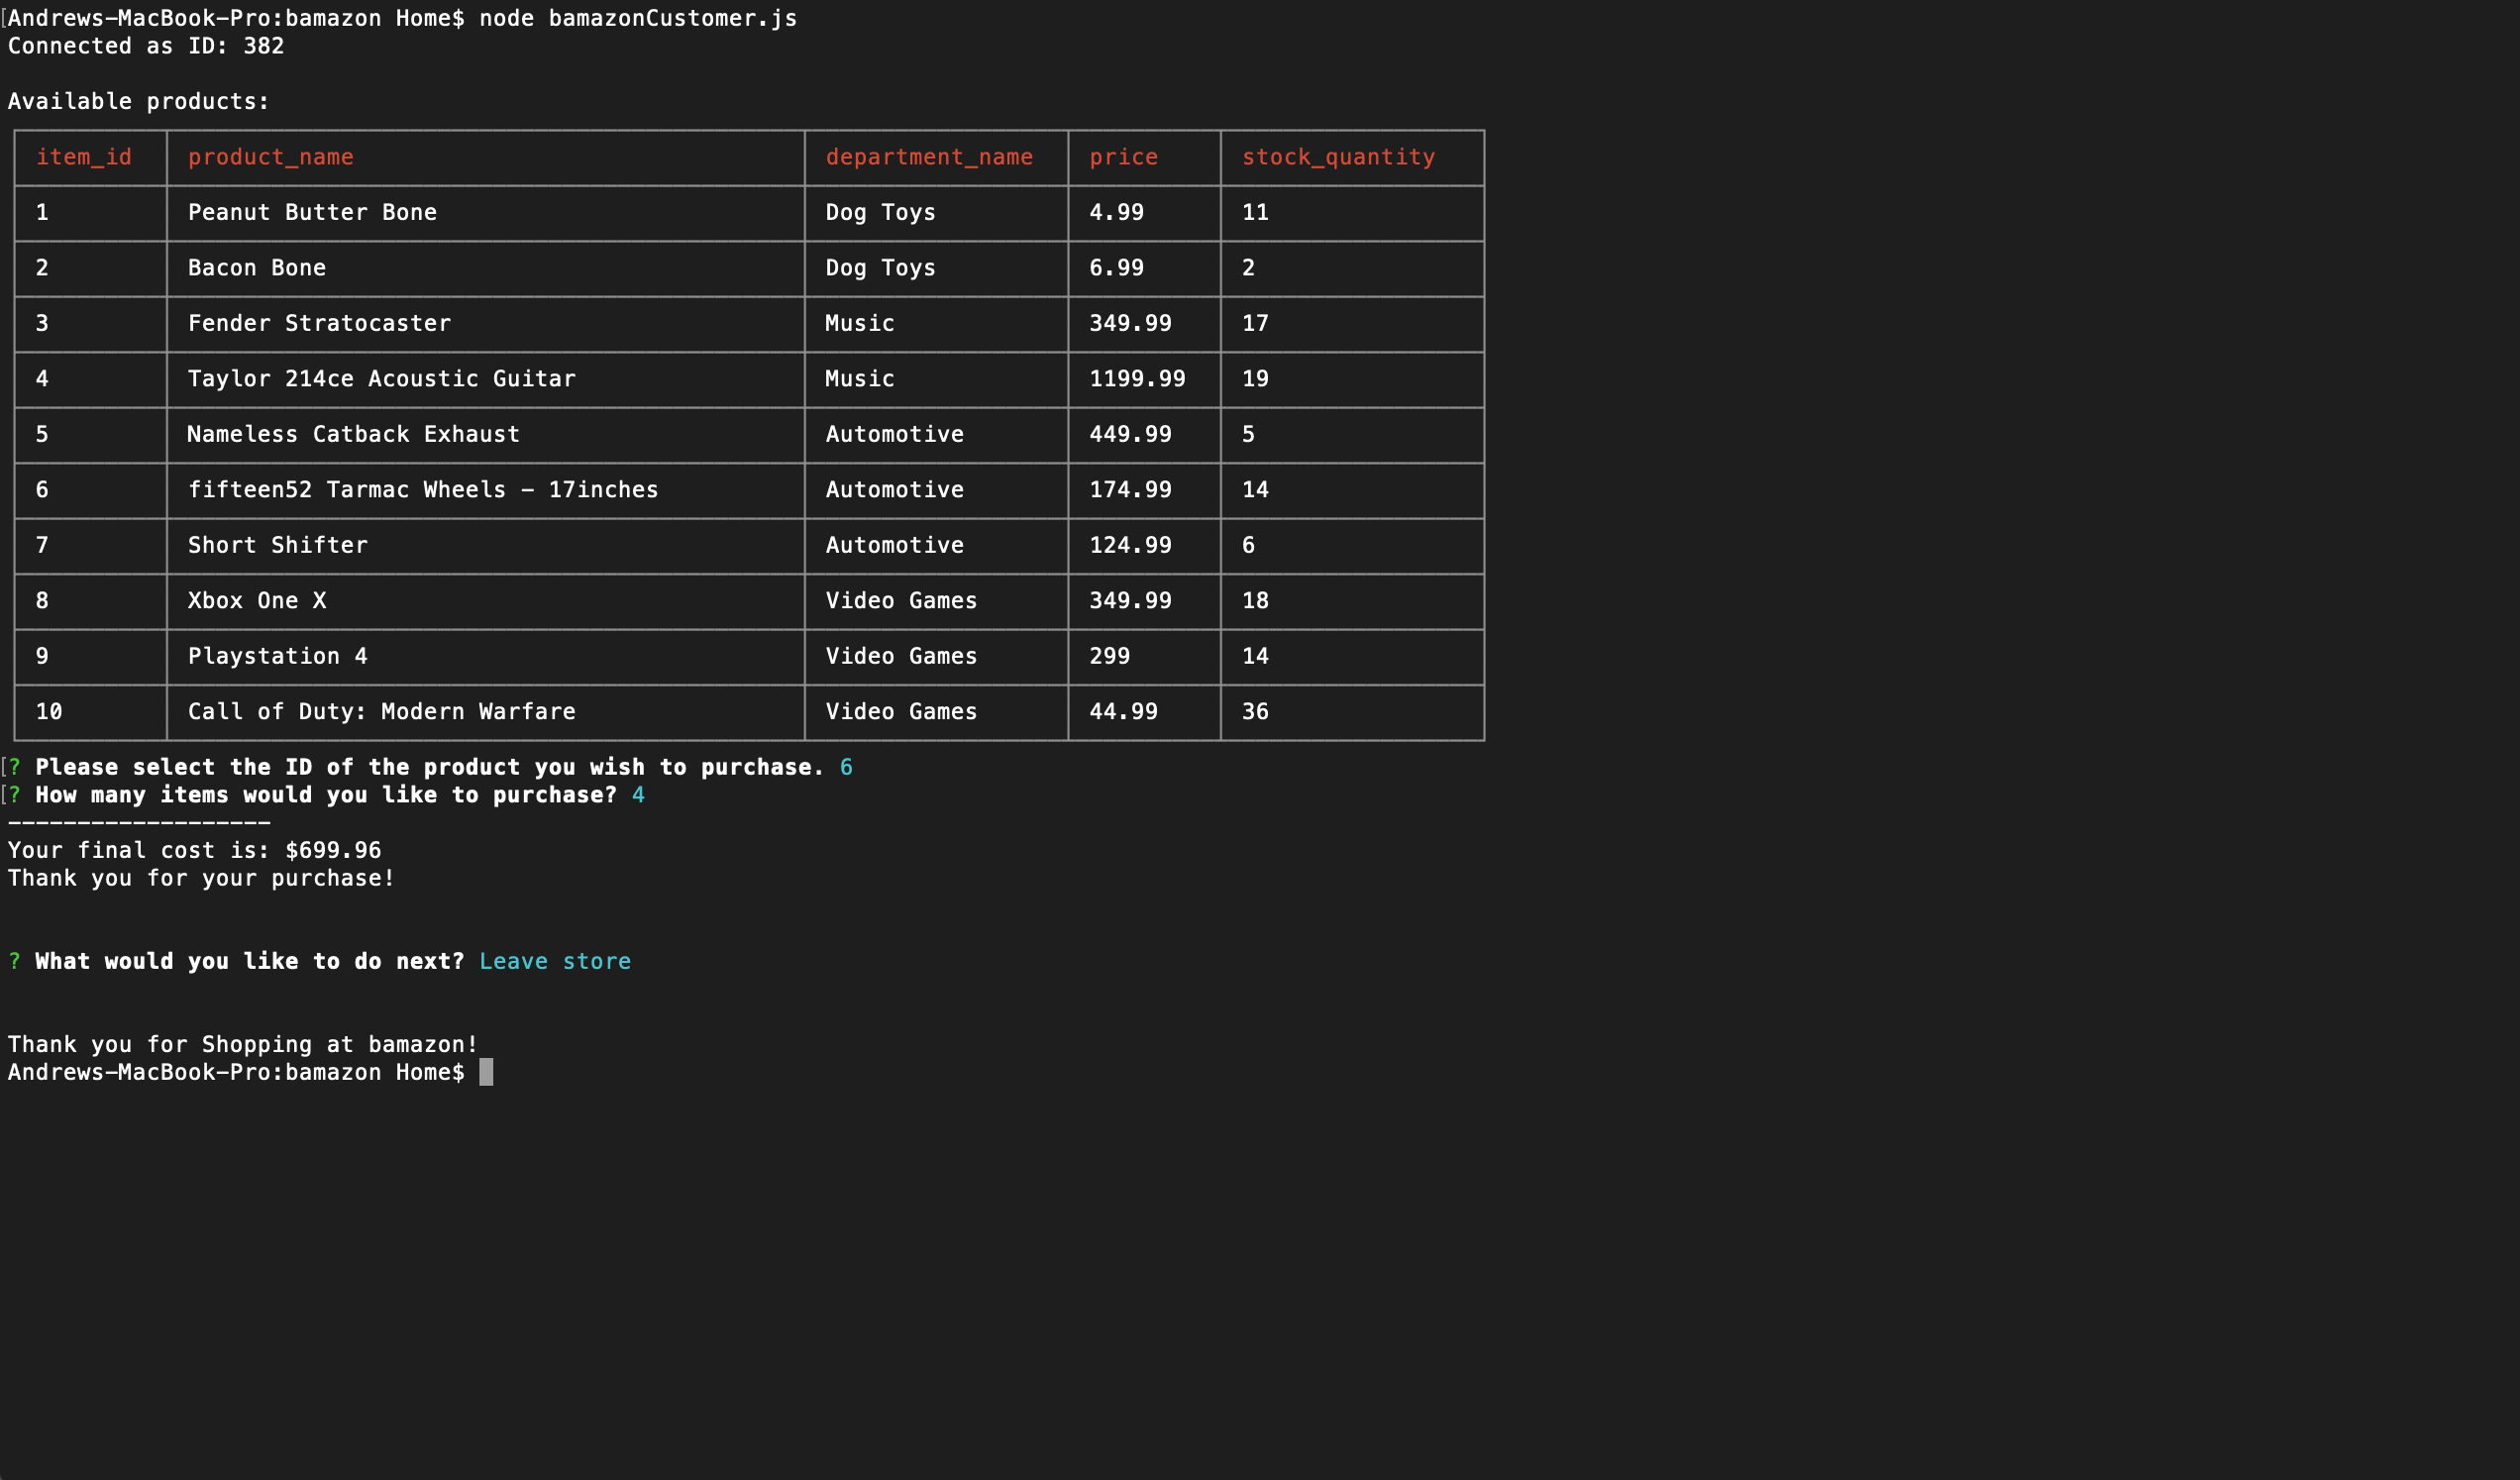 Andrews-MacBook-Pro:bamazon Home$ node bamazonCustomer.js
Connected as ID: 382
Available products:
item_id product_name department_name price stock_quantity
1 Peanut Butter Bone Dog Toys 4.99 11
2 Bacon Bone Dog Toys 6.99 2
3 Fender Stratocaster Music 349.99 17
4 Taylor 214ce Acoustic Guitar Music 1199.99 19
5 Nameless Catback Exhaust Automotive 449.99 5
6 fifteen52 Tarmac Wheels - 17inches Automotive 174.99 14
7 Short Shifter Automotive 124.99 6
8 Xbox One X Video Games 349.99 18
9 Playstation 4 Video Games 299 14
10 Call of Duty: Modern Warfare Video Games 44.99 36
? Please select the ID of the product you wish to purchase. 6
? How many items would you like to purchase? 4
-------------------
Your final cost is: $699.96
Thank you for your purchase!
? What would you like to do next? Leave store
Thank you for Shopping at bamazon!
Andrews-MacBook-Pro:bamazon Home$